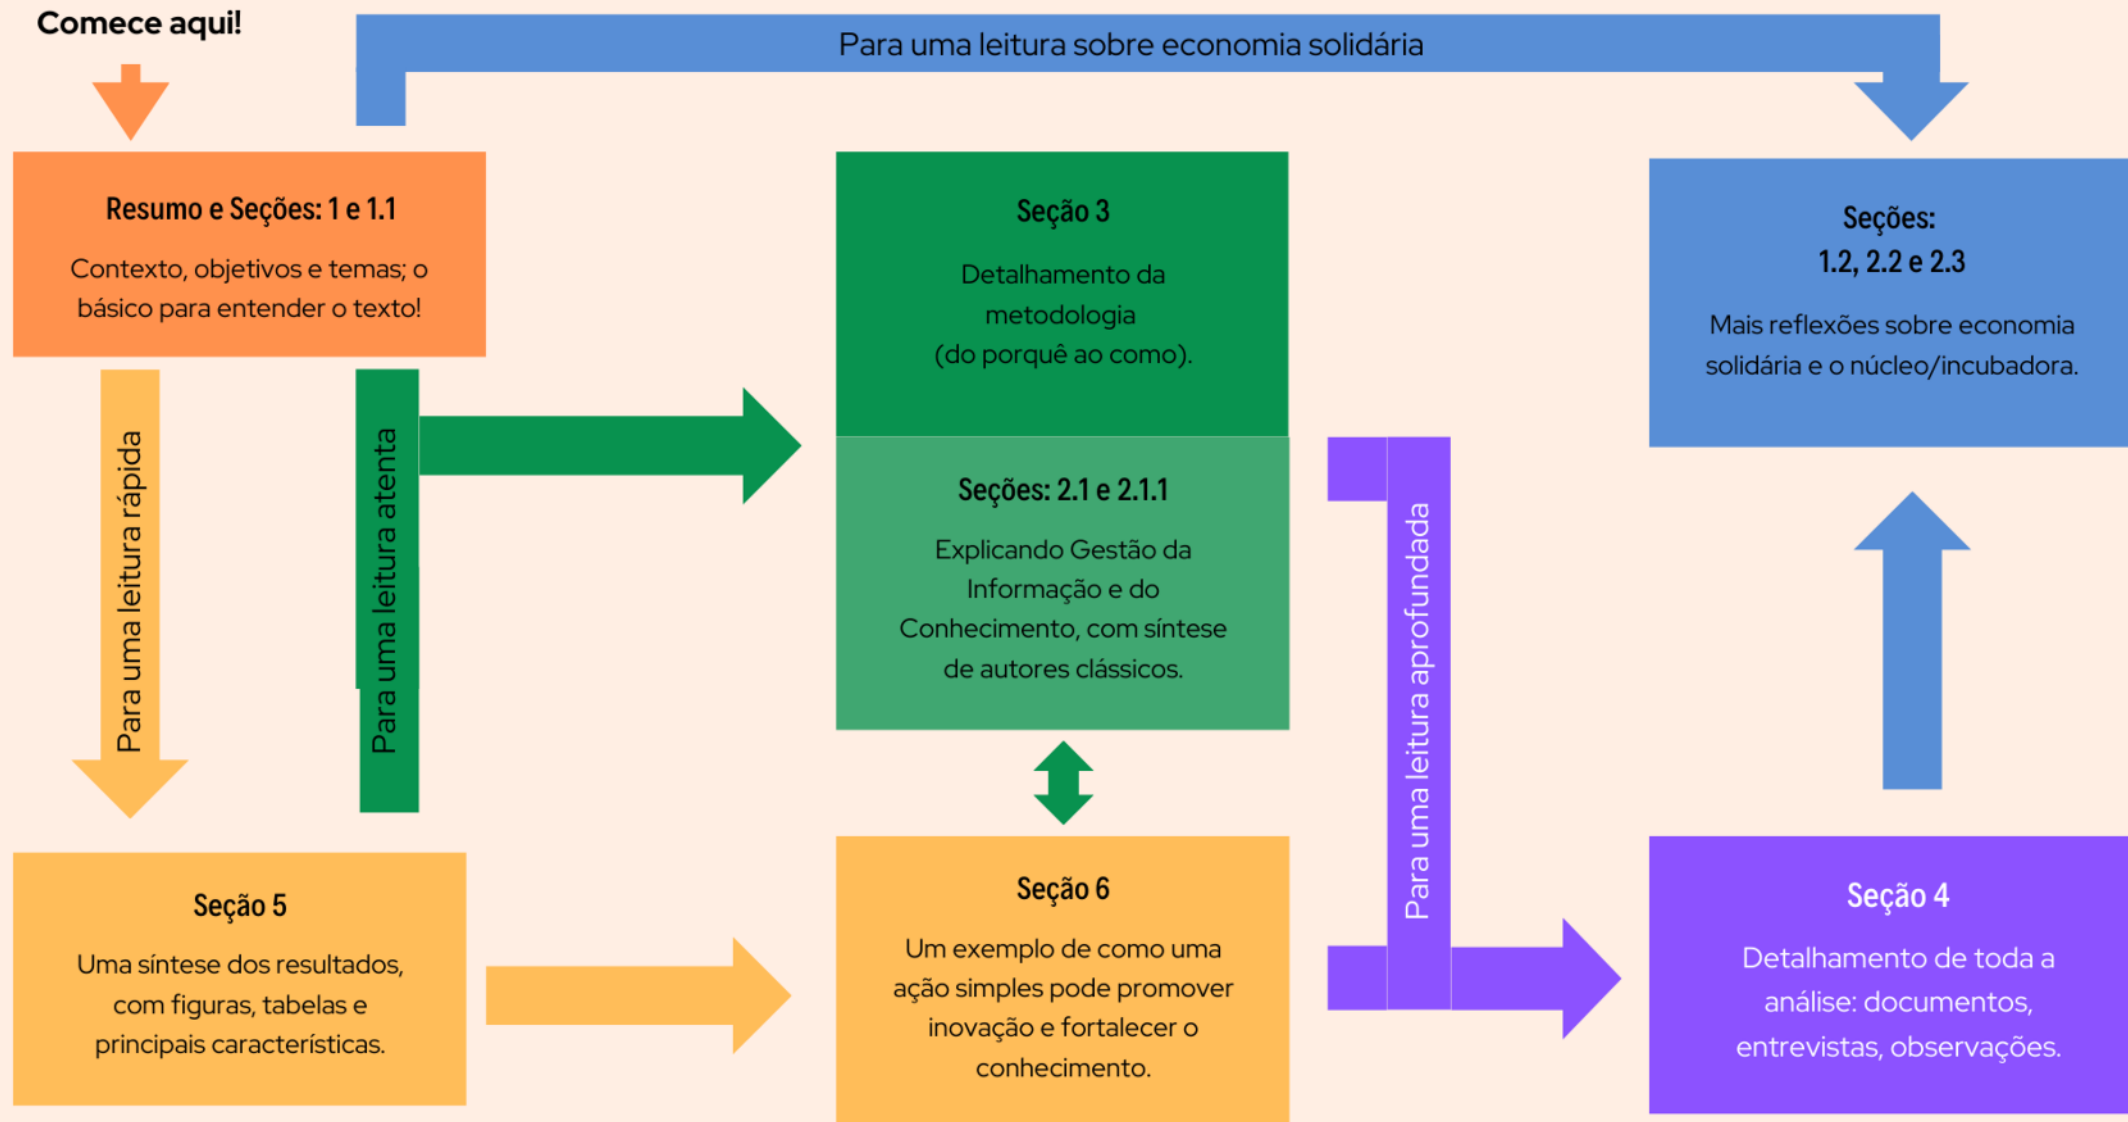 Comece aqui!
Para uma leitura sobre economia solidária
Resumo e Seções: 1 e 1.1
Contexto, objetivos e temas; o
básico para entender o texto!
Seção 3
Detalhamento da
metodologia
(do porquê ao como).
Seções:
1.2, 2.2 e 2.3
Mais reflexões sobre economia
solidária e o núcleo/incubadora.
Para uma leitura rápida
Para uma leitura atenta
Seções: 2.1 e 2.1.1
Explicando Gestão da
Informação e do
Conhecimento, com síntese
de autores clássicos.
Para uma leitura aprofundada
Seção 5
Uma síntese dos resultados,
com figuras, tabelas e
principais características.
Seção 6
Um exemplo de como uma
ação simples pode promover
inovação e fortalecer o
conhecimento.
Seção 4
Detalhamento de toda a
análise: documentos,
entrevistas, observações.